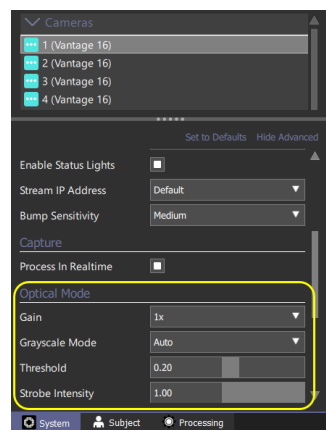 Cameras
1 (Vantage 16)
2 (Vantage 16)
3 (Vantage 16)
4 (Vantage 16)
Set to Defaults Hide Advanced
Enable Status Lights
Stream IP Address Default
Bump Sensitivity Medium
Capture
Process In Realtime
Optical Mode
Gain 1x
Grayscale Mode Auto
Threshold 0.20
Strobe Intensity 1.00
System Subject Processing